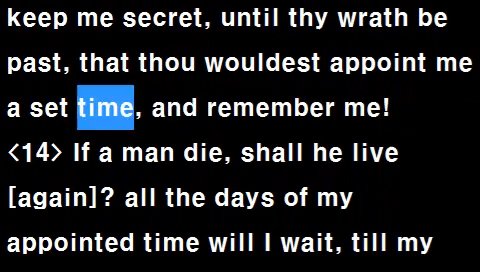 keep me secret, until thy wrath be
past, that thou wouldest appoint me
a set time, and remember me!
<14> If a man die, shall he live
[again]? all the days of my
appointed time will I wait, till my